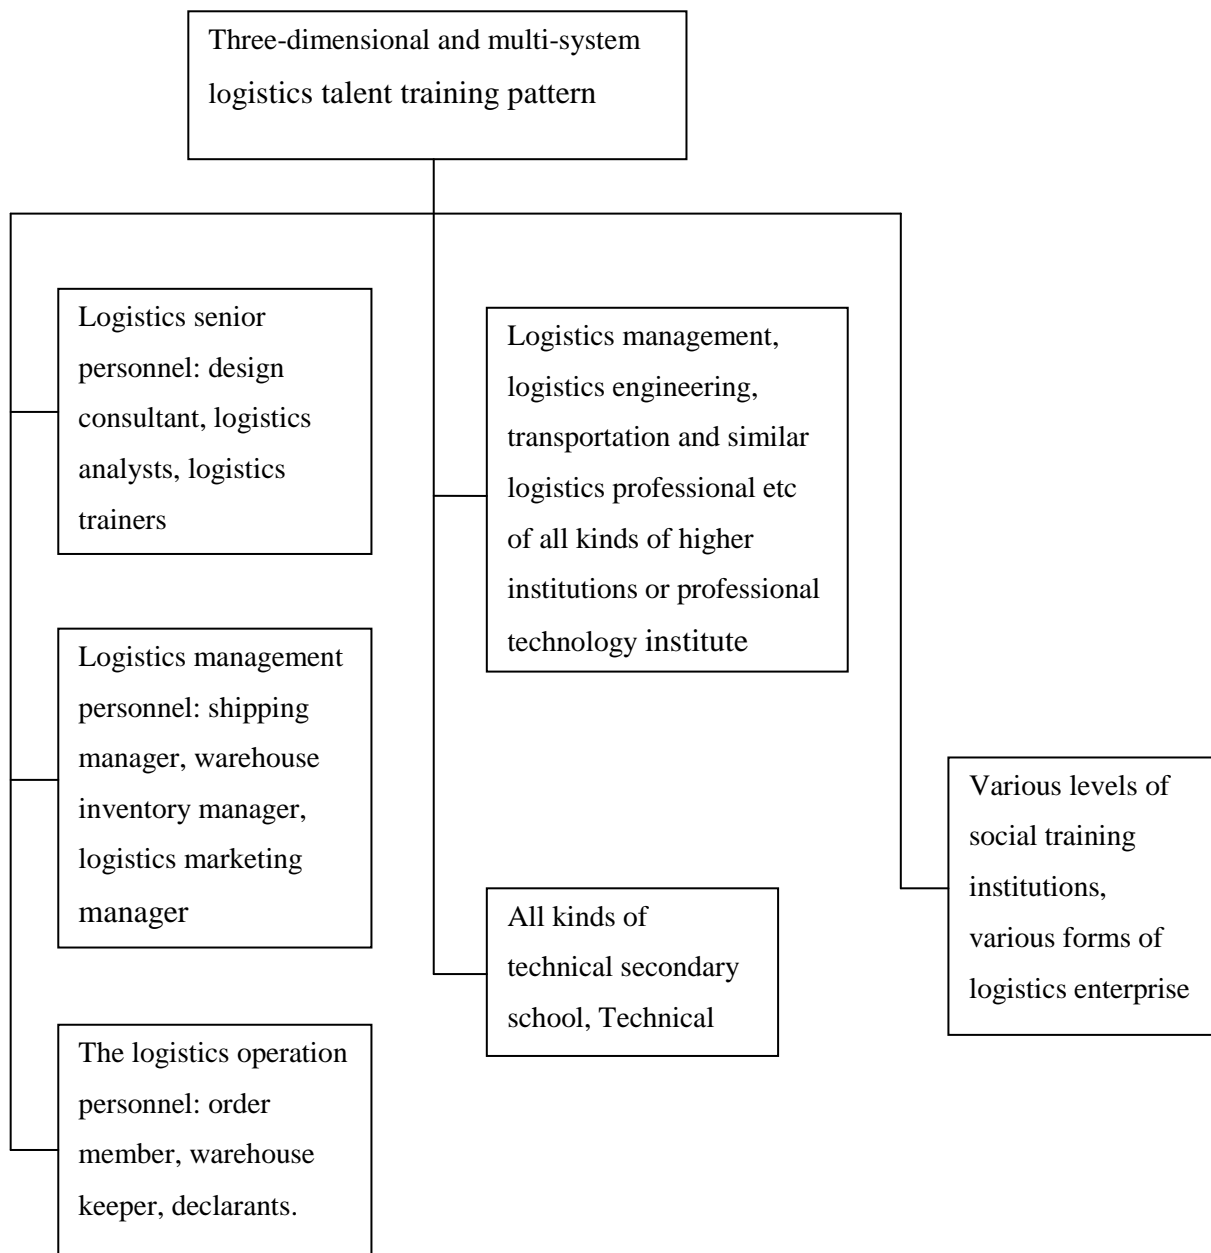 Three-dimensional and multi-system
logistics talent training pattern
Logistics senior
personnel: design
consultant, logistics
analysts, logistics
trainers
Logistics management
personnel: shipping
manager, warehouse
inventory manager,
logistics marketing
manager
The logistics operation
personnel: order
member, warehouse
keeper, declarants.
Logistics management,
logistics engineering,
transportation and similar
logistics professional etc
of all kinds of higher
institutions or professional
technology institute
All kinds of
technical secondary
school, Technical
Various levels of
social training
institutions,
various forms of
logistics enterprise